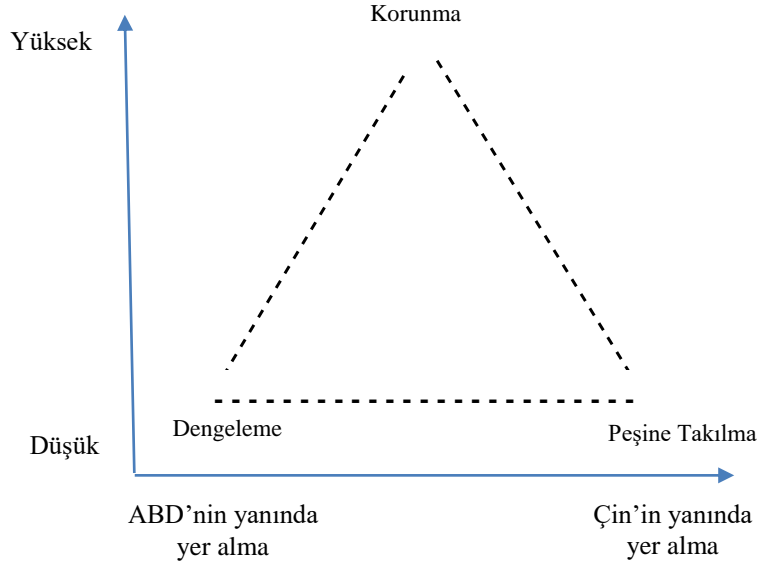 Korunma
Yüksek
Dengeleme
Peşine Takılma
Düşük
ABD’nin yanında
yer alma
Çin’in yanında
yer alma